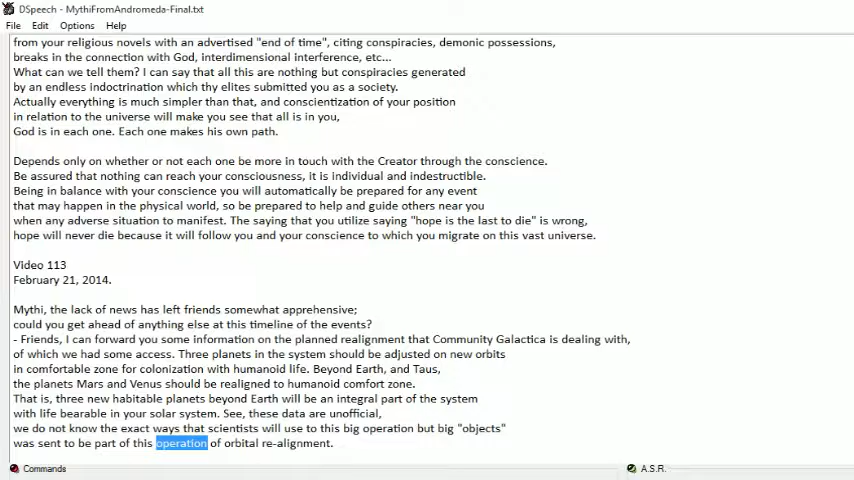 DSpeech - MythiFromAndromeda-Final.txt
File Edit Options Help
from your religious novels with an advertised "end of time", citing conspiracies, demonic possessions,
breaks in the connection with God, interdimensional interference, etc...
What can we tell them? I can say that all this are nothing but conspiracies generated
by an endless indoctrination which thy elites submitted you as a society.
Actually everything is much simpler than that, and conscientization of your position
in relation to the universe will make you see that all is in you,
God is in each one. Each one makes his own path.
Depends only on whether or not each one be more in touch with the Creator through the conscience.
Be assured that nothing can reach your consciousness, it is individual and indestructible.
Being in balance with your conscience you will automatically be prepared for any event
that may happen in the physical world, so be prepared to help and guide others near you
when any adverse situation to manifest. The saying that you utilize saying "hope is the last to die" is wrong,
hope will never die because it will follow you and your conscience to which you migrate on this vast universe.
Video 113
February 21, 2014.
Mythi, the lack of news has left friends somewhat apprehensive;
could you get ahead of anything else at this timeline of the events?
- Friends, I can forward you some information on the planned realignment that Community Galactica is dealing with,
of which we had some access. Three planets in the system should be adjusted on new orbits
in comfortable zone for colonization with humanoid life. Beyond Earth, and Taus,
the planets Mars and Venus should be realigned to humanoid comfort zone.
That is, three new habitable planets beyond Earth will be an integral part of the system
with life bearable in your solar system. See, these data are unofficial,
we do not know the exact ways that scientists will use to this big operation but big "objects"
was sent to be part of this operation of orbital re-alignment.
Commands A.S.R.